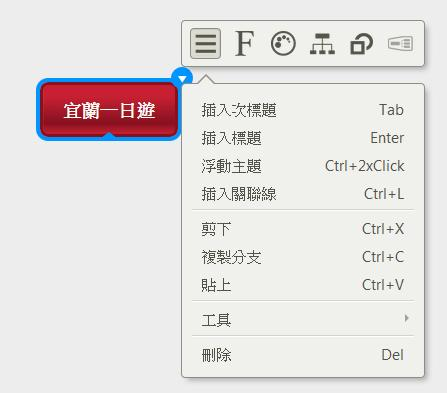 F
宜蘭一日遊
插入次標題 Tab
插入標題 Enter
浮動主題 Ctrl+2xClick
插入關聯線 Ctrl+L
剪下 Ctrl+X
複製分支 Ctrl+C
貼上 Ctrl+V
工具
刪除 Del